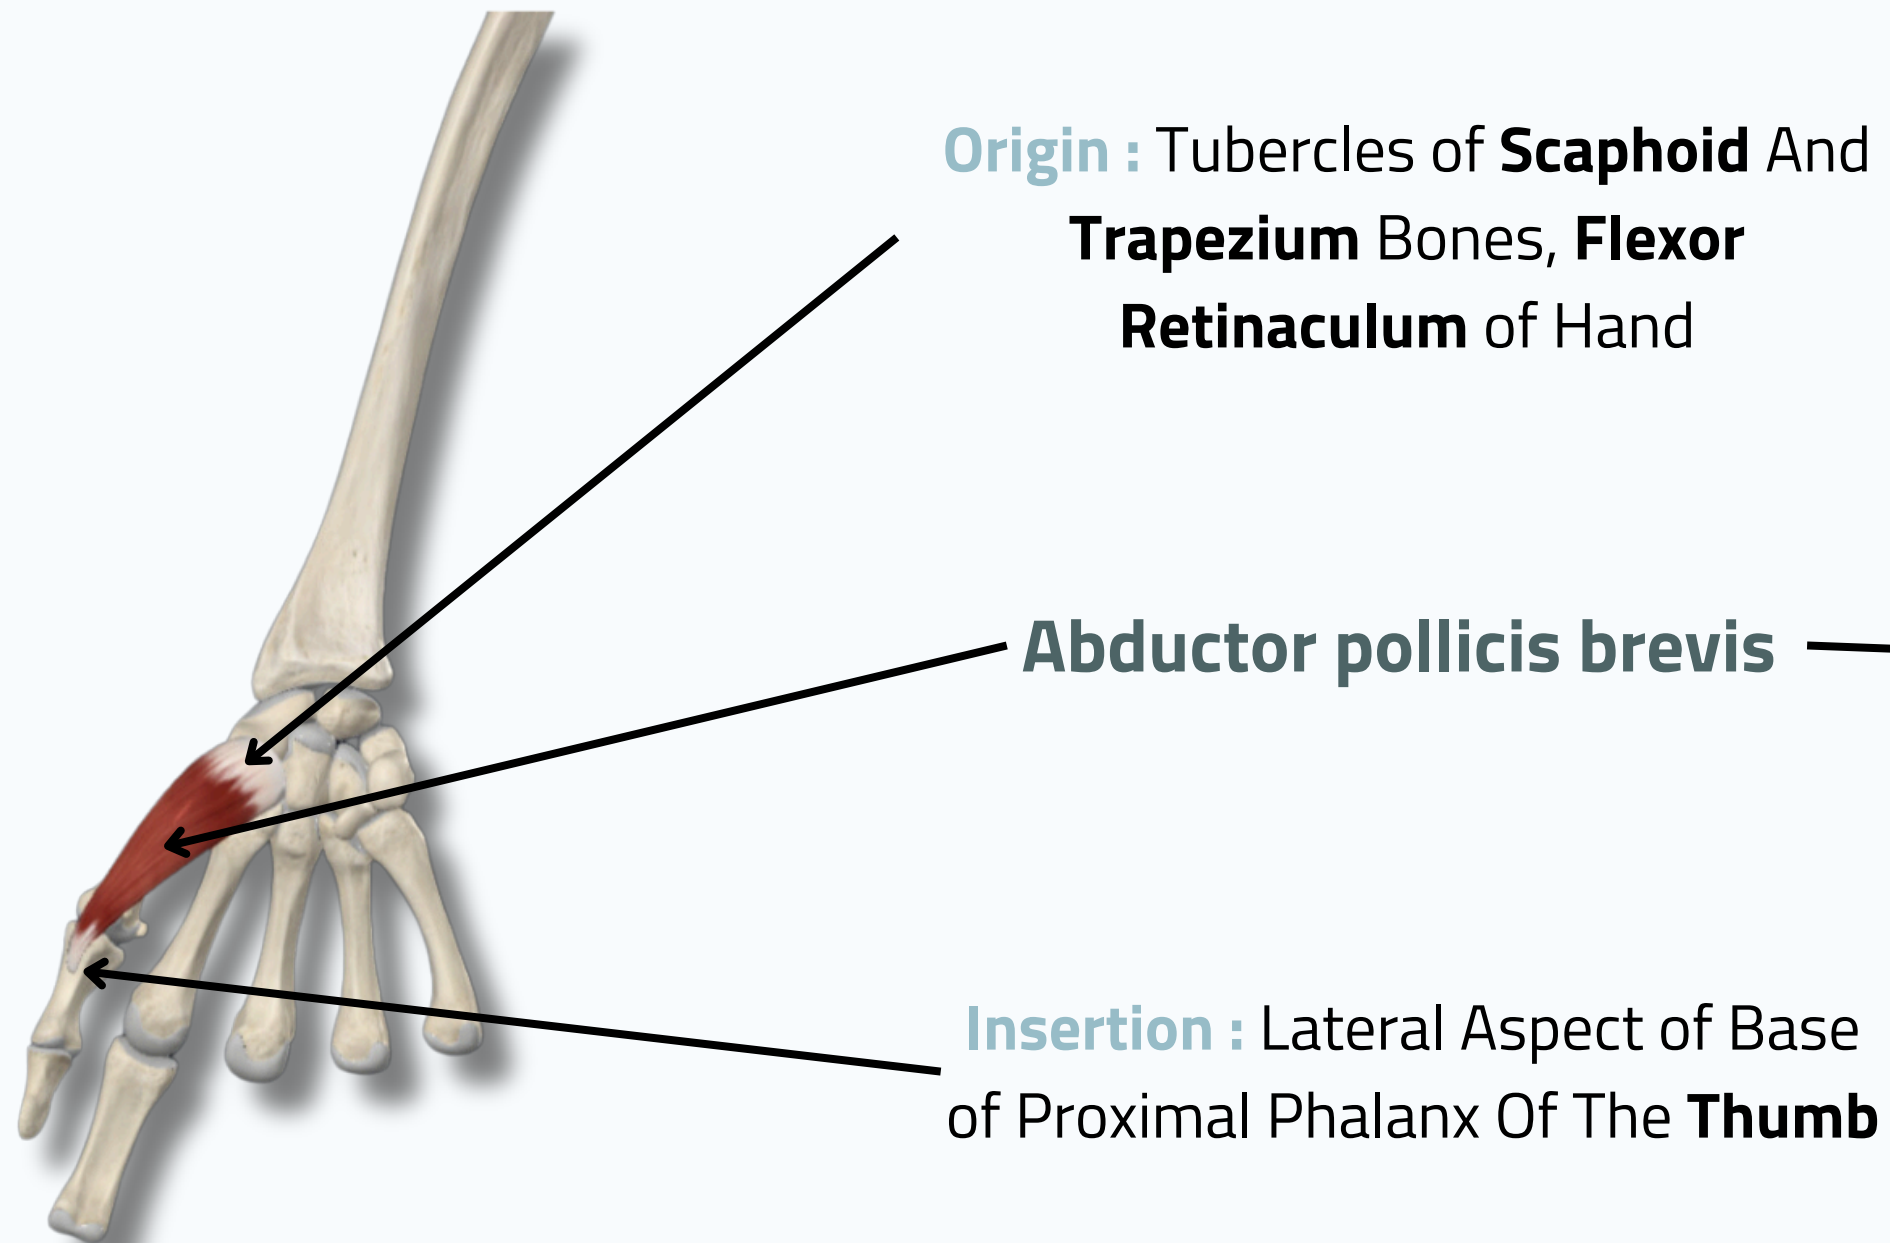 Origin : Tubercles of Scaphoid And
Trapezium Bones, Flexor
Retinaculum of Hand
Abductor pollicis brevis
Insertion : Lateral Aspect of Base
of Proximal Phalanx Of The Thumb